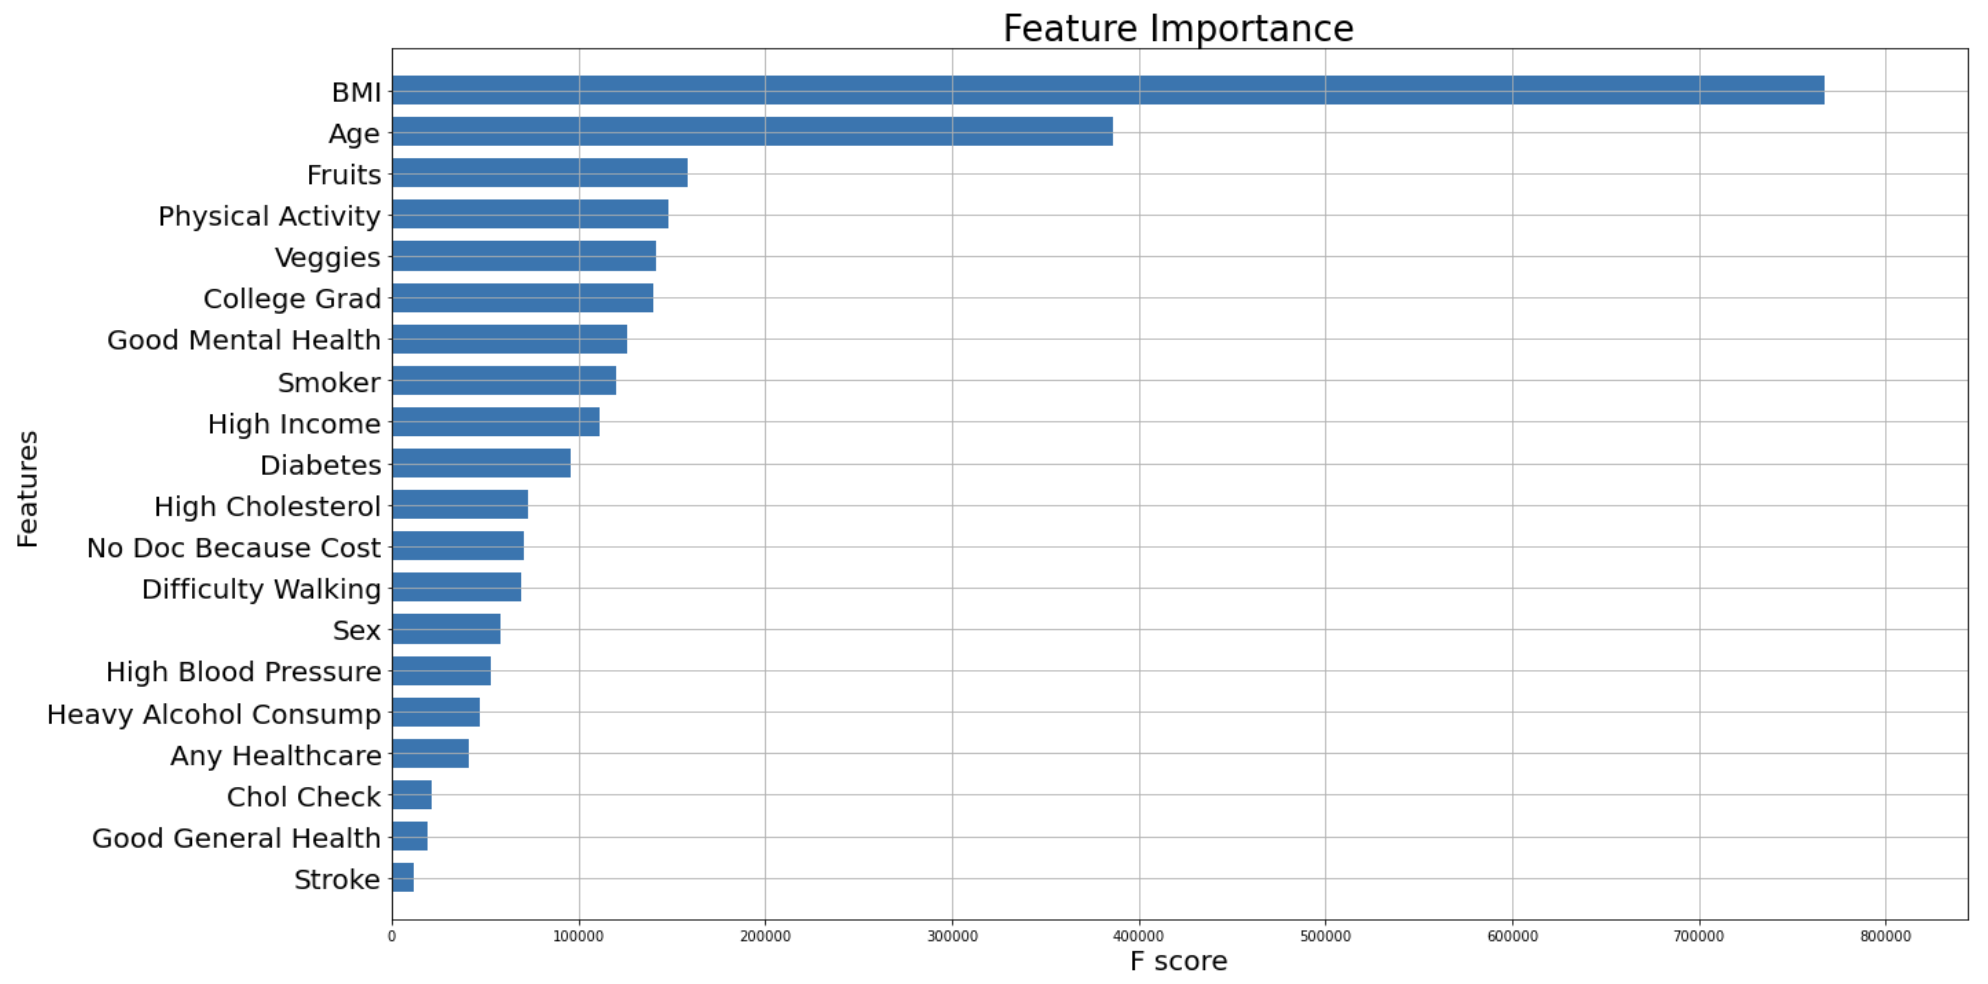 Feature Importance
BMI
Age
Fruits
Physical Activity
Veggies
College Grad
Good Mental Health
Smoker
High Income
Diabetes
High Cholesterol
No Doc Because Cost
Difficulty Walking
Sex
High Blood Pressure
Heavy Alcohol Consump
Any Healthcare
Chol Check
Good General Health
Stroke
Features
0 100000 200000 300000 400000 500000 600000 700000 800000
F score